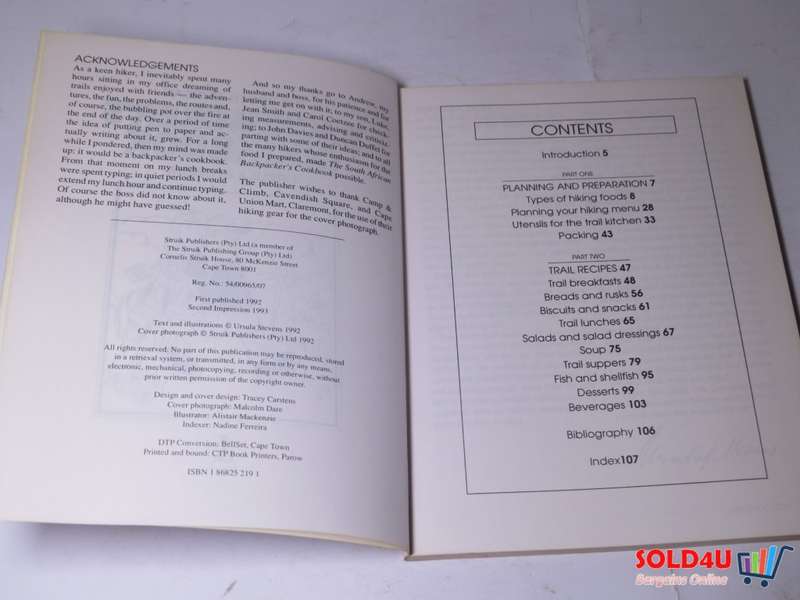 ACKNOWLEDGEMENTS
As a keen hiker, I inevitably spent many
hours sitting in my office dreaming of
trails enjoyed with friends — the adven-
tures, the fun, the problems, the routes and,
of course, the bubbling pot over the fire at
the end of the day. Over a period of time
the idea of putting pen to paper and ac-
tually writing about it, grew. For a long
while I pondered, then my mind was made
up: it would be a backpacker's cookbook.
From that moment on my lunch breaks
were spent typing; in quiet periods I would
extend my lunch hour and continue typing.
Of course the boss did not know about it,
although he might have guessed!
And so my thanks go to Andrew, my
husband and boss, for his patience and for
letting me get on with it; to my son, Luke,
Jean Smith and Carol Coetzee for check-
ing measurements, advising and criticis-
ing; to John Davies and Duncan Duffet for
parting with some of their ideas; and to all
the many hikers whose enthusiasm for the
food I prepared, made The South African
Backpacker's Cookbook possible.
The publisher wishes to thank Camp &
Climb, Cavendish Square, and Cape
Union Mart, Claremont, for the use of their
hiking gear for the cover photograph.
Struik Publishers (Pty) Ltd (a member of
The Struik Publishing Group (Pty) Ltd)
Cornelis Struik House, 80 McKenzie Street
Cape Town 8001
Reg. No.: 54/00965/07
First published 1992
Second Impression 1993
Text and illustrations © Ursula Stevens 1992
Cover photograph © Struik Publishers (Pty) Ltd 1992
All rights reserved. No part of this publication may be reproduced, stored
in a retrieval system, or transmitted, in any form or by any means,
electronic, mechanical, photocopying, recording or otherwise, without
prior written permission of the copyright owner.
Design and cover design: Tracey Carstens
Cover photograph: Malcolm Dare
Illustrator: Alistair Mackenzie
Indexer: Nadine Ferreira
DTP Conversion: BellSet, Cape Town
Printed and bound: CTP Book Printers, Parow
ISBN 1 86825 219 1
CONTENTS
Introduction 5
PART ONE
PLANNING AND PREPARATION 7
Types of hiking foods 8
Planning your hiking menu 28
Utensils for the trail kitchen 33
Packing 43
PART TWO
TRAIL RECIPES 47
Trail breakfasts 48
Breads and rusks 56
Biscuits and snacks 61
Trail lunches 65
Salads and salad dressings 67
Soup 75
Trail suppers 79
Fish and shellfish 95
Desserts 99
Beverages 103
Bibliography 106
Index107
SOLD4U
Bargains Online